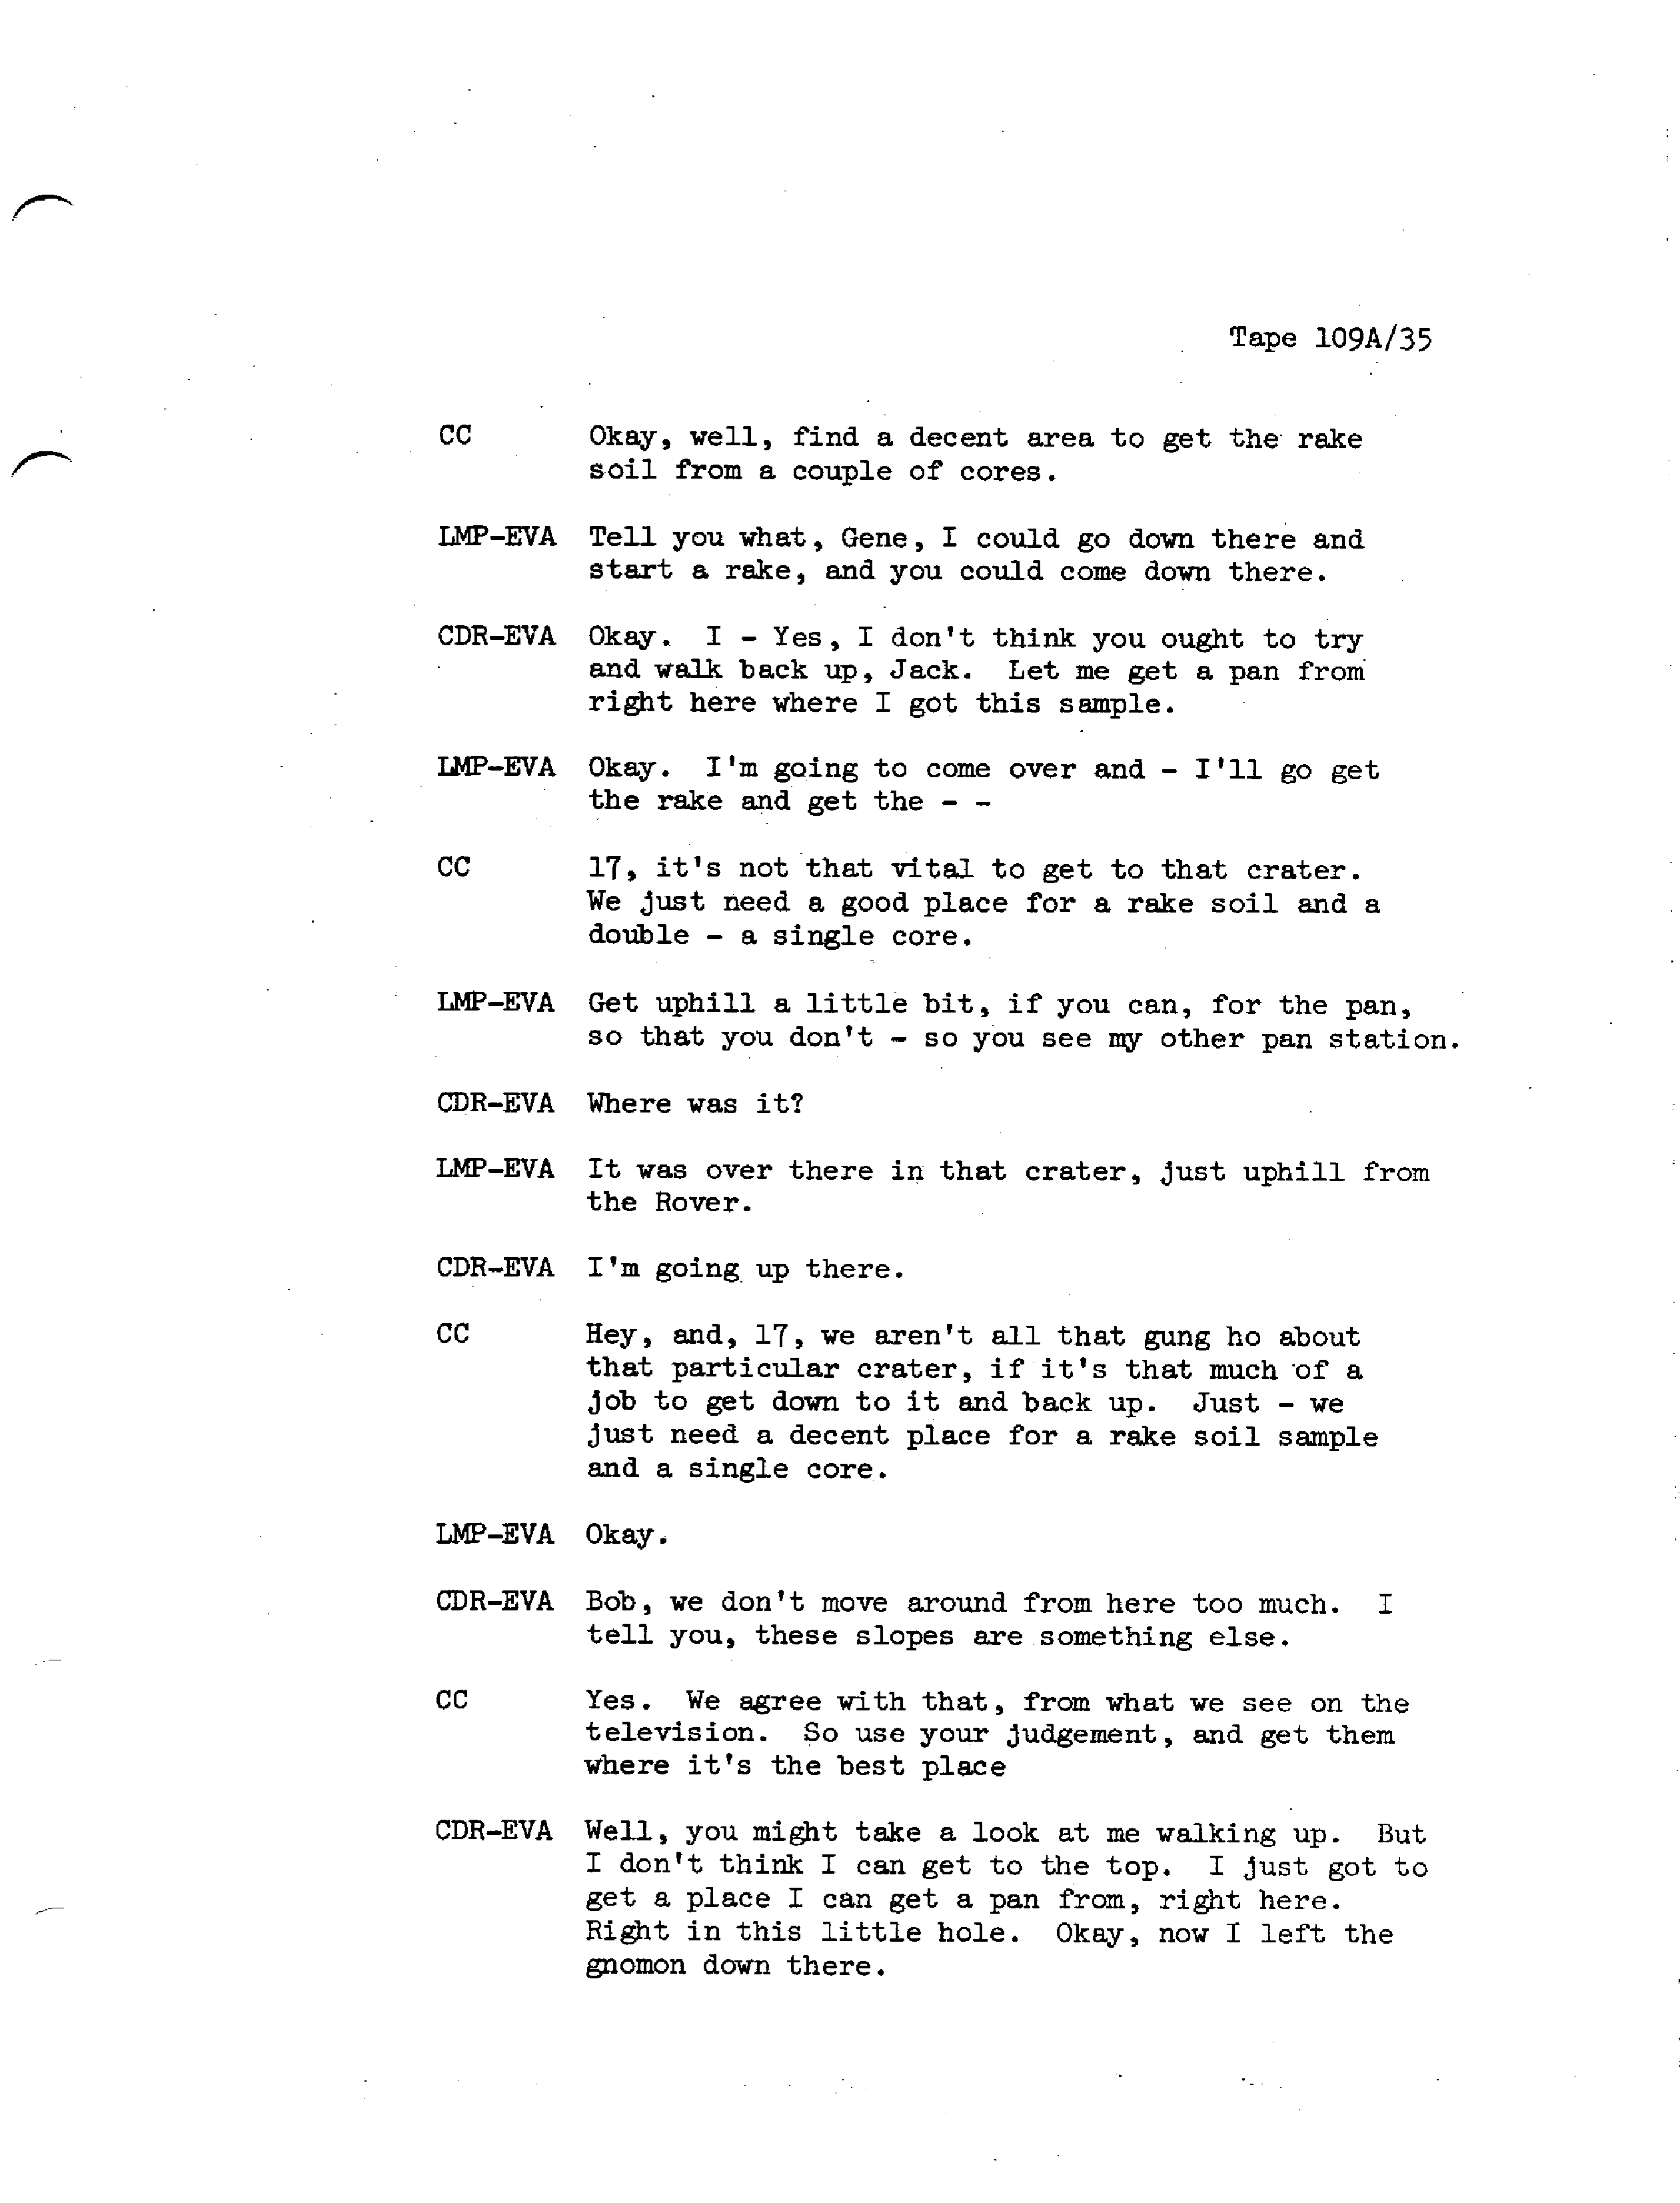 Tape 109A/35
CC Okay, well, find a decent area to get the rake
soil from a couple of cores.
LMP-EVA Tell you what, Gene, I could go down there and
start a rake, and you could come down there.
CDR-EVA Okay. I - Yes, I don't think you ought to try
and walk back up, Jack. Let me get a pan from
right here where I got this sample.
LMP-EVA Okay. I'm going to come over and - I'll go get
the rake and get the - -
CC 17, it's not that vital to get to that crater.
We just need a good place for a rake soil and a
double - a single core.
LMP-EVA Get uphill a little bit, if you can, for the pan,
so that you don't - so you see my other pan station.
CDR-EVA Where was it?
LMP-EVA It was over there in that crater, just uphill from
the Rover.
CDR-EVA I'm going up there.
CC Hey, and, 17, we aren't all that gung ho about
that particular crater, if it's that much of a
job to get down to it and back up. Just - we
just need a decent place for a rake soil sample
and a single core.
LMP-EVA Okay.
CDR-EVA Bob, we don't move around from here too much. I
tell you, these slopes are something else.
CC Yes. We agree with that, from what we see on the
television. So use your judgement, and get them
where it's the best place
CDR-EVA Well, you might take a look at me walking up. But
I don't think I can get to the top. I just got to
get a place I can get a pan from, right here.
Right in this little hole. Okay, now I left the
gnomon down there.